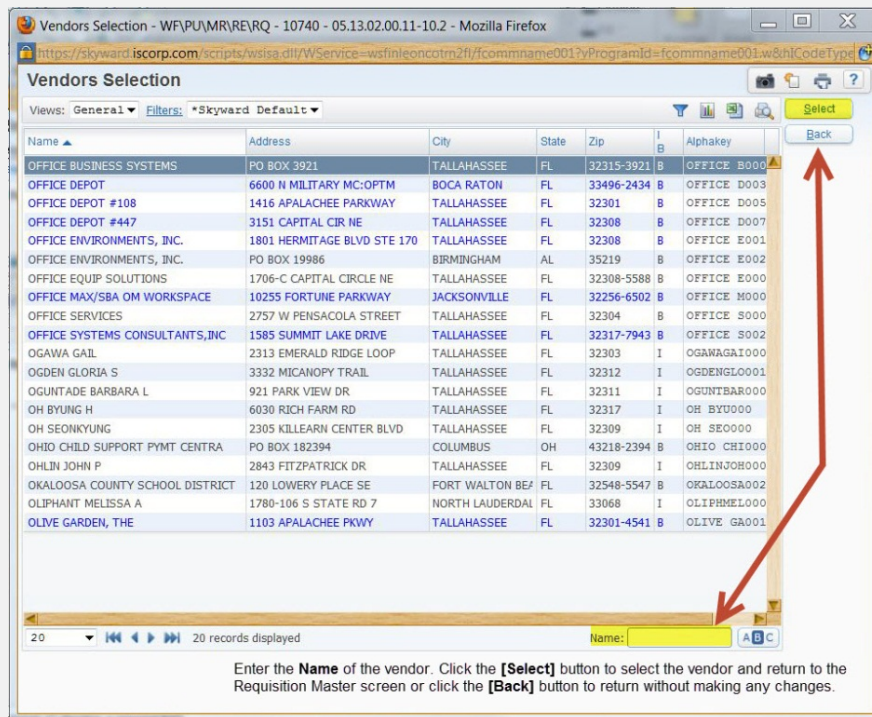 Vendors Selection - WF\PU\MR\RE\RQ - 10740 - 05.13.02.00.11-10.2 - Mozilla Firefox
https://skyward.iscorp.com/scripts/wsisa.dll/WService=wsfinleoncotm2fl/fcommname001?vProgramId=fcommname001.w&hlCodeType
Vendors Selection
Views: General Filters: *Skyward Default
Select
Back
Name Address City State Zip I B Alphakey
OFFICE BUSINESS SYSTEMS PO BOX 3921 TALLAHASSEE FL 32315-3921 B OFFICE B000
OFFICE DEPOT 6600 N MILITARY MC:OPTM BOCA RATON FL 33496-2434 B OFFICE D003
OFFICE DEPOT #108 1416 APALACHEE PARKWAY TALLAHASSEE FL 32301 B OFFICE D005
OFFICE DEPOT #447 3151 CAPITAL CIR NE TALLAHASSEE FL 32308 B OFFICE D007
OFFICE ENVIRONMENTS, INC. 1801 HERMITAGE BLVD STE 170 TALLAHASSEE FL 32308 B OFFICE E001
OFFICE ENVIRONMENTS, INC. PO BOX 19986 BIRMINGHAM AL 35219 B OFFICE E002
OFFICE EQUIP SOLUTIONS 1706-C CAPITAL CIRCLE NE TALLAHASSEE FL 32308-5588 B OFFICE E000
OFFICE MAX/SBA OM WORKSPACE 10255 FORTUNE PARKWAY JACKSONVILLE FL 32256-6502 B OFFICE M000
OFFICE SERVICES 2757 W PENSACOLA STREET TALLAHASSEE FL 32304 B OFFICE S000
OFFICE SYSTEMS CONSULTANTS,INC 1585 SUMMIT LAKE DRIVE TALLAHASSEE FL 32317-7943 B OFFICE S002
OGAWA GAIL 2313 EMERALD RIDGE LOOP TALLAHASSEE FL 32303 I OGAWAGAI000
OGDEN GLORIA S 3332 MICANOPY TRAIL TALLAHASSEE FL 32312 I OGDENGLO001
OGUNTADE BARBARA L 921 PARK VIEW DR TALLAHASSEE FL 32311 I OGUNTBAR000
OH BYUNG H 6030 RICH FARM RD TALLAHASSEE FL 32317 I OH BYU000
OH SEONKYUNG 2305 KILLEARN CENTER BLVD TALLAHASSEE FL 32309 I OH SEO000
OHIO CHILD SUPPORT PYMT CENTRA PO BOX 182394 COLUMBUS OH 43218-2394 B OHIO CHI000
OHLIN JOHN P 2843 FITZPATRICK DR TALLAHASSEE FL 32309 I OHLINJOH000
OKALOOSA COUNTY SCHOOL DISTRICT 120 LOWERY PLACE SE FORT WALTON BEA FL 32548-5547 B OKALOOSA002
OLIPHANT MELISSA A 1780-106 S STATE RD 7 NORTH LAUDERDAL FL 33068 I OLIPHMEL000
OLIVE GARDEN, THE 1103 APALACHEE PKWY TALLAHASSEE FL 32301-4541 B OLIVE GA001
20 20 records displayed Name: A B C
Enter the Name of the vendor. Click the [Select] button to select the vendor and return to the
Requisition Master screen or click the [Back] button to return without making any changes.